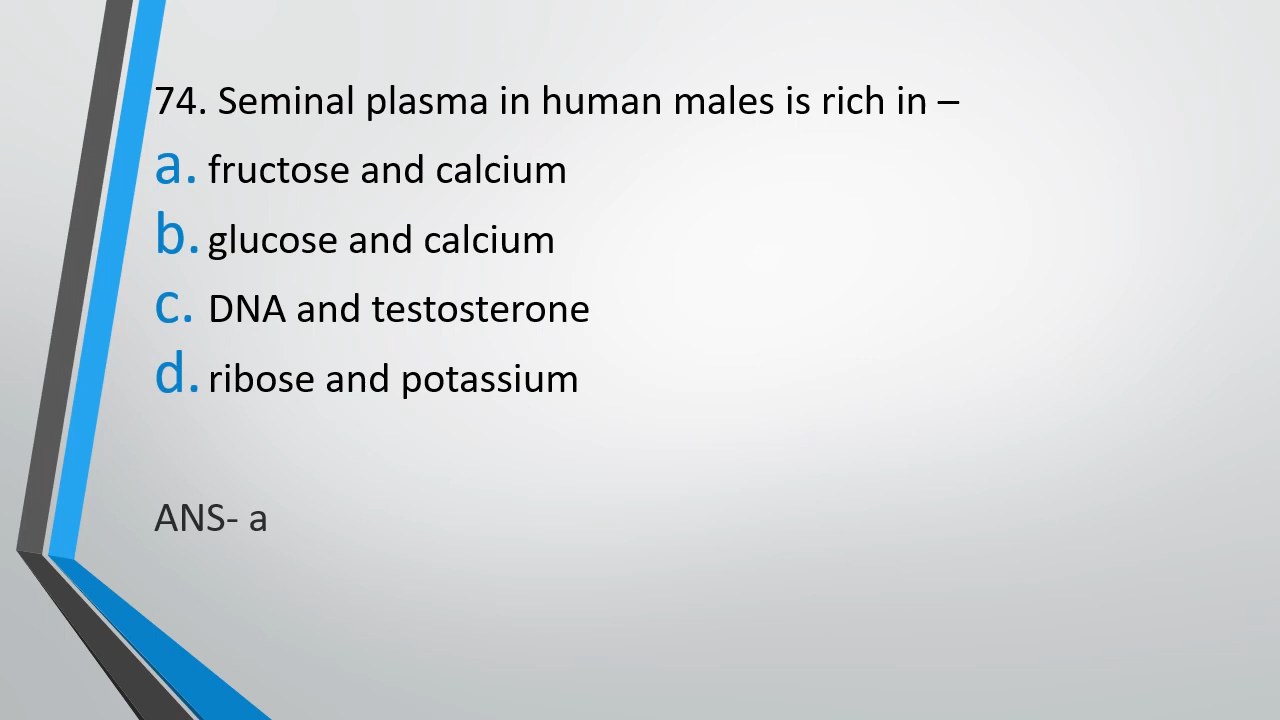 74. Seminal plasma in human males is rich in –
a. fructose and calcium
b. glucose and calcium
c. DNA and testosterone
d. ribose and potassium
ANS- a